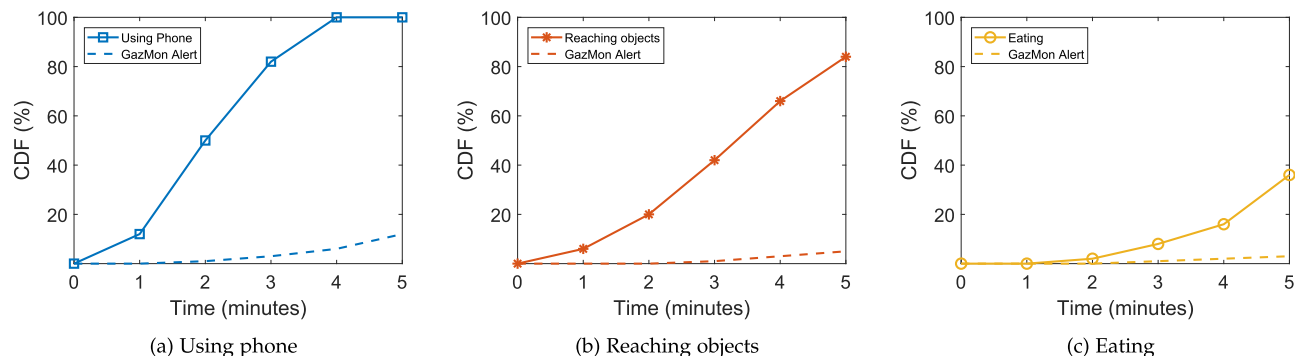 100
80
60
40
20
CDF (%)
Using Phone
GazMon Alert
0 1 2 3 4 5
Time (minutes)
(a) Using phone
100
80
60
40
20
CDF (%)
Reaching objects
GazMon Alert
0 1 2 3 4 5
Time (minutes)
(b) Reaching objects
100
80
60
40
20
CDF (%)
Eating
GazMon Alert
0 1 2 3 4 5
Time (minutes)
(c) Eating